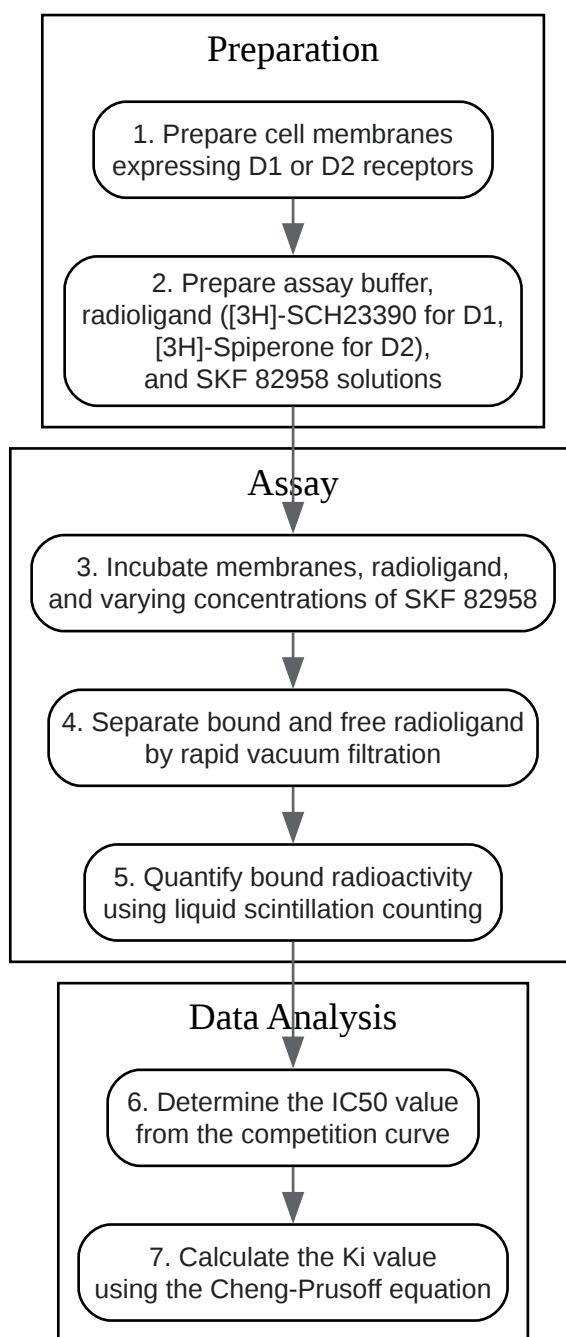 Preparation
1. Prepare cell membranes
expressing D1 or D2 receptors
2. Prepare assay buffer,
radioligand ([3H]-SCH23390 for D1,
[3H]-Spiperone for D2),
and SKF 82958 solutions
Assay
3. Incubate membranes, radioligand,
and varying concentrations of SKF 82958
4. Separate bound and free radioligand
by rapid vacuum filtration
5. Quantify bound radioactivity
using liquid scintillation counting
Data Analysis
6. Determine the IC50 value
from the competition curve
7. Calculate the Ki value
using the Cheng-Prusoff equation